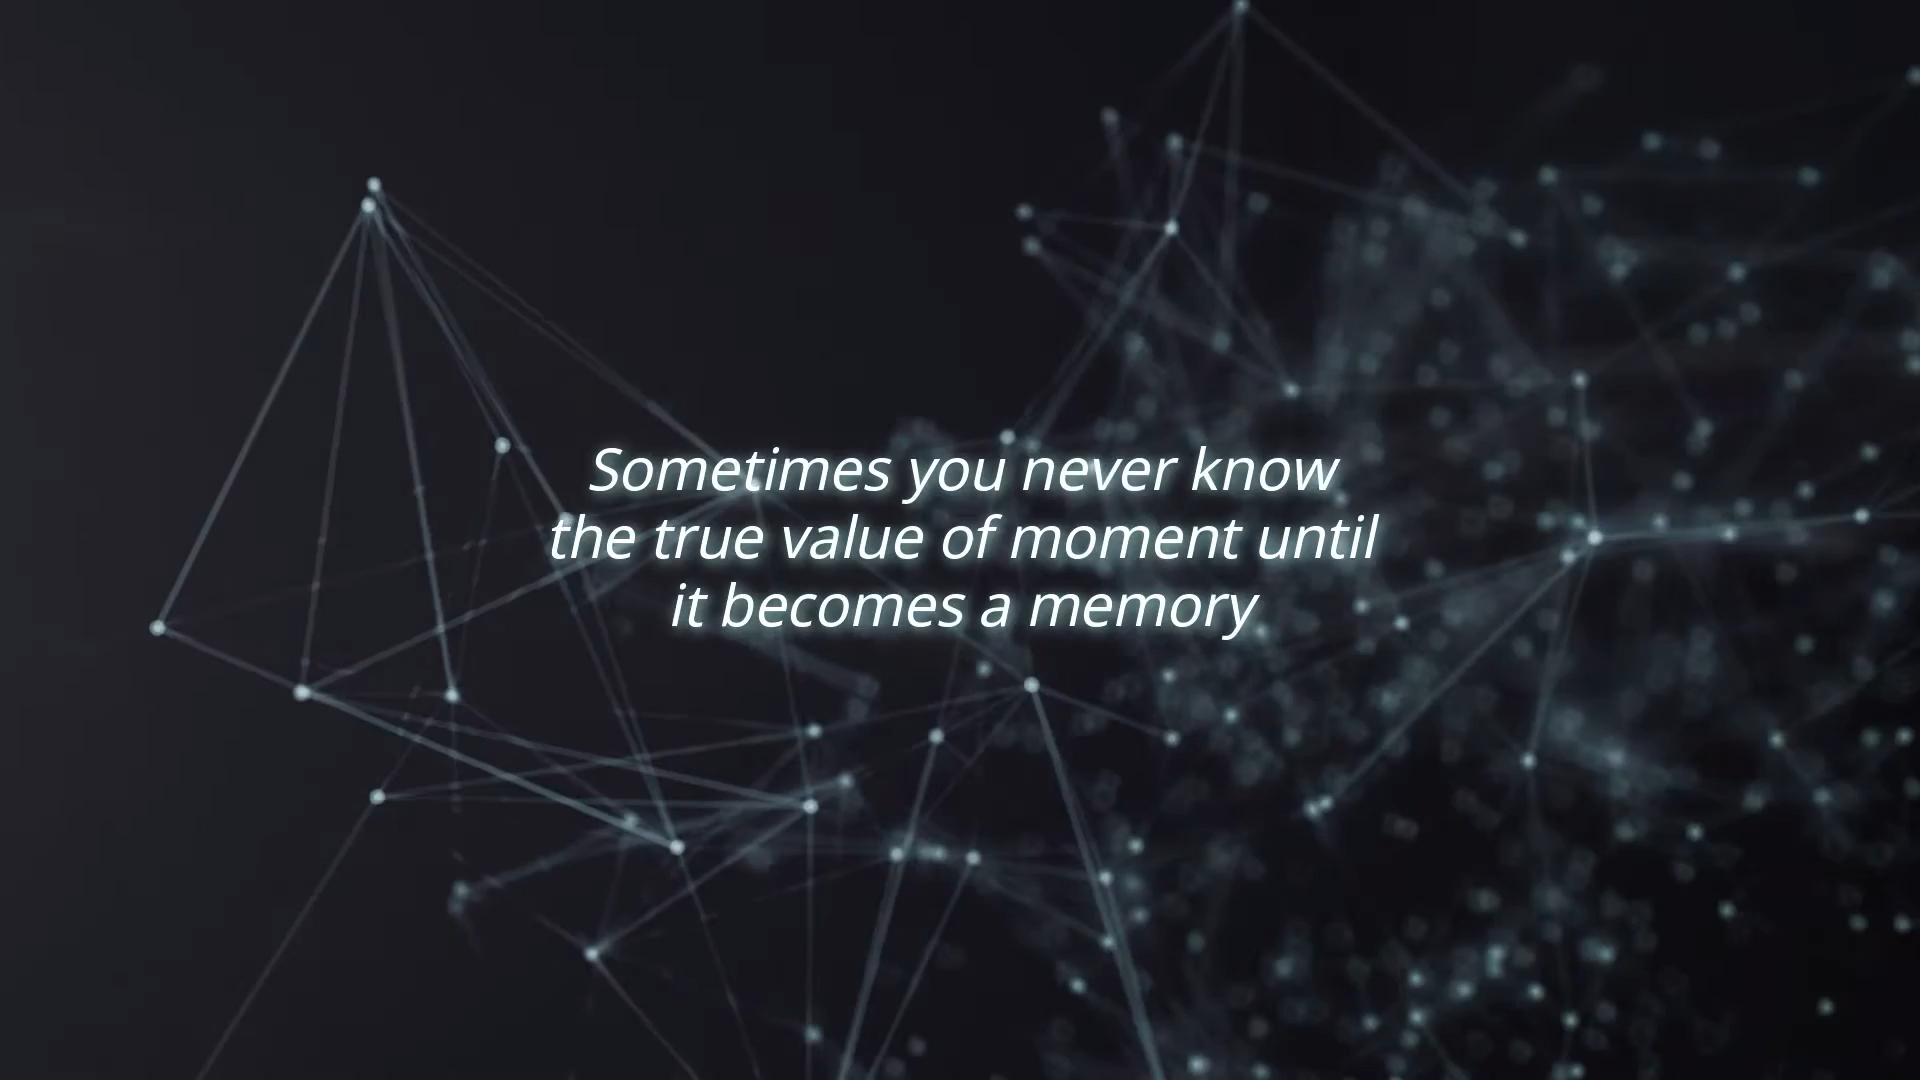 Sometimes you never know
the true value of moment until
it becomes a memory